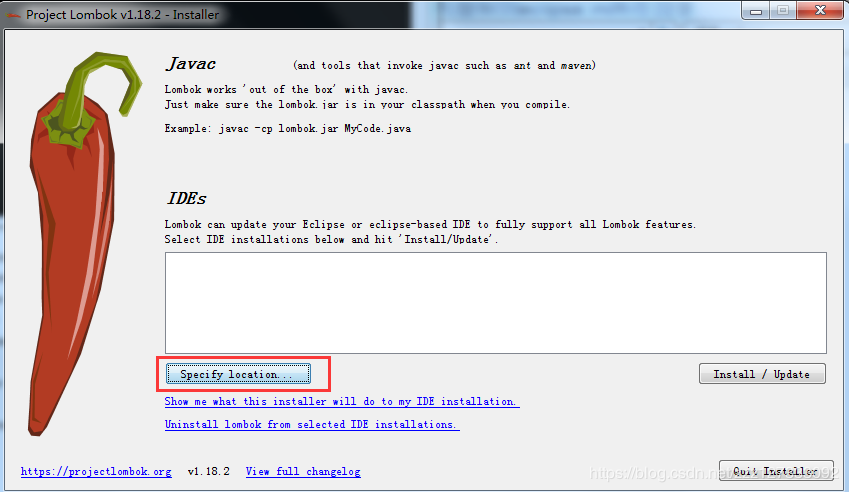 Project Lombok v1.18.2 - Installer
Javac (and tools that invoke javac such as ant and maven)
Lombok works 'out of the box' with javac.
Just make sure the lombok.jar is in your classpath when you compile.
Example: javac -cp lombok.jar MyCode.java
IDEs
Lombok can update your Eclipse or eclipse-based IDE to fully support all Lombok features.
Select IDE installations below and hit 'Install/Update'.
Specify location... Install / Update
Show me what this installer will do to my IDE installation.
Uninstall lombok from selected IDE installations.
https://projectlombok.org v1.18.2 View full changelog Quit Installer